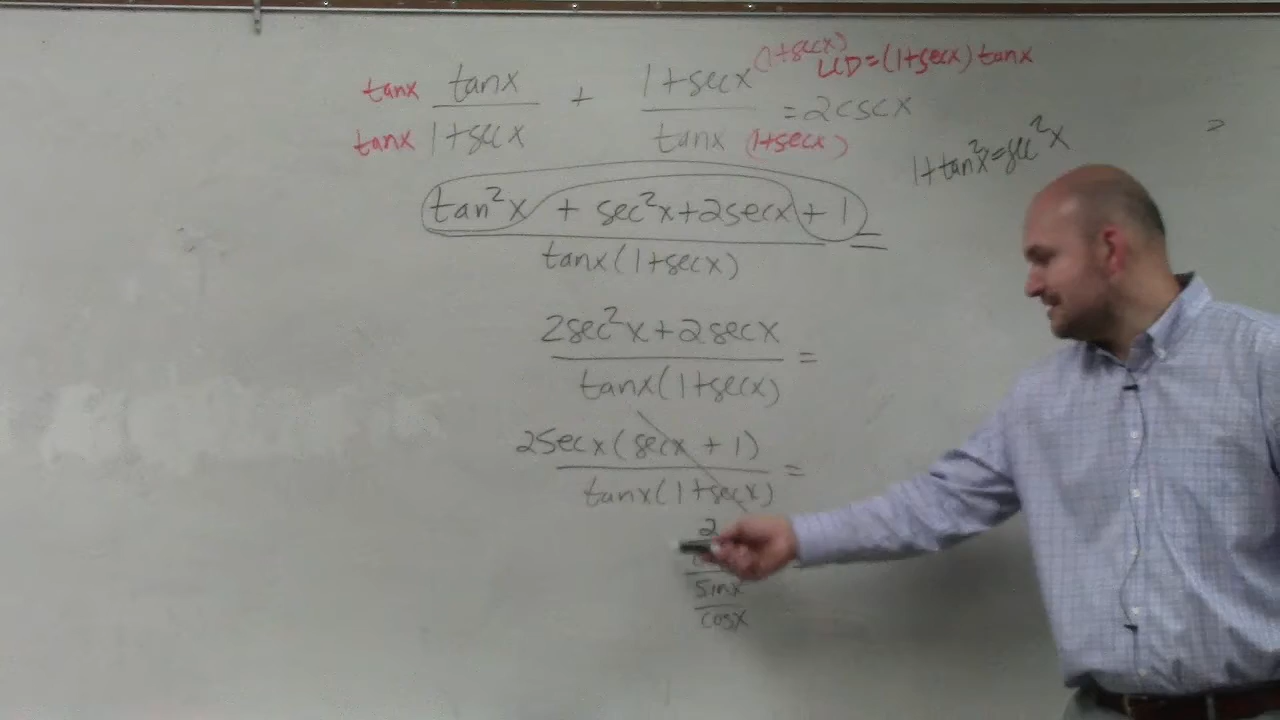 (1+secx) LCD=(1+secx)tanx
tanx tanx + 1+secx =2cscx
tanx 1+secx tanx (1+secx)
1+tan²x=sec²x
tan²x + sec²x+2secx+1 =
tanx(1+secx)
2sec²x+2secx =
tanx(1+secx)
2secx(secx+1) =
tanx(1+secx)
2
sinx
cosx